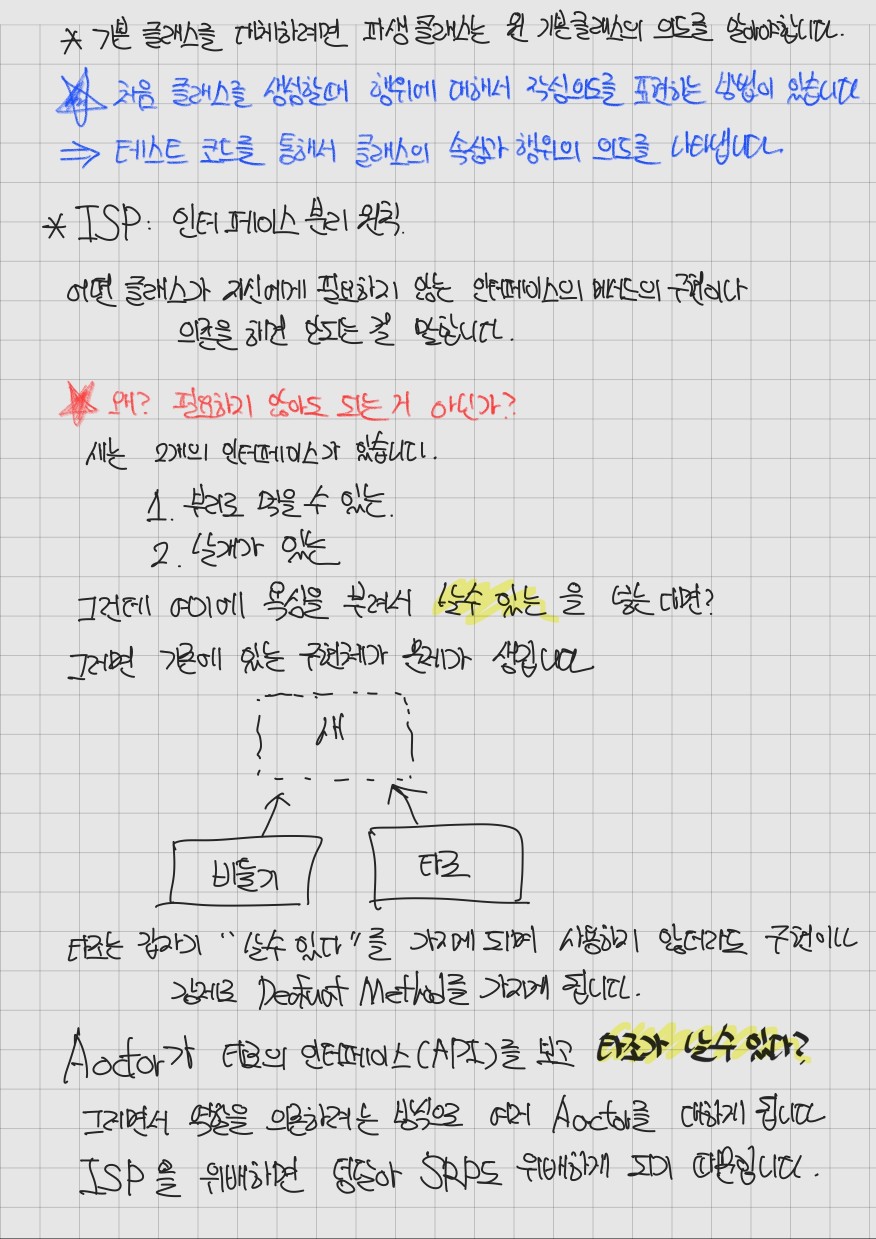 * 기본 클래스를 대체하려면 파생 클래스는 원 기본클래스의 의도를 알아야합니다.
☆ 처음 클래스를 생성할때 행위에 대해서 작성의도를 표현하는 방법이 있습니다
⇒ 테스트 코드를 통해서 클래스의 속성과 행위의 의도를 나타냅니다.
* ISP: 인터페이스 분리 원칙.
어떤 클래스가 자신에게 필요하지 않는 인터페이스의 메서드의 구현이나
의존을 하면 안되는 걸 말합니다.
☆ 왜? 필요하지 않아도 되는거 아닌가?
새는 2개의 인터페이스가 있습니다.
1. 부리로 먹을 수 있는.
2. 날개가 있는
그런데 여기에 욕심을 부려서 날수 있는 을 넣는 다면?
그러면 기존에 있는 구현체가 문제가 생깁니다
새
비둘기
타조
타조는 갑자기 "날수 있다"를 가지게 되며 사용하지 않더라도 구현이나
강제로 Method를 가지게 됩니다.
Aoctor가 타조의 인터페이스(API)를 보고 타조가 날수 있다?
그러면서 역할을 의존하려는 방식으로 여러 Aoctor를 대하게 됩니다
ISP을 위배하면 덩달아 SRP도 위배하게 되기 때문입니다.